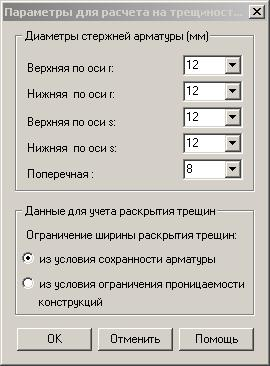 Параметры для расчета на трещиност...
Диаметры стержней арматуры (мм)
Верхняя по оси r: 12
Нижняя по оси r: 12
Верхняя по оси s: 12
Нижняя по оси s: 12
Поперечная : 8
Данные для учета раскрытия трещин
Ограничение ширины раскрытия трещин:
из условия сохранности арматуры
из условия ограничения проницаемости
конструкций
OK Отменить Помощь